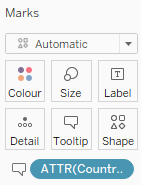 Marks
Automatic
Colour Size Label
Detail Tooltip Shape
ATTR(Countr..